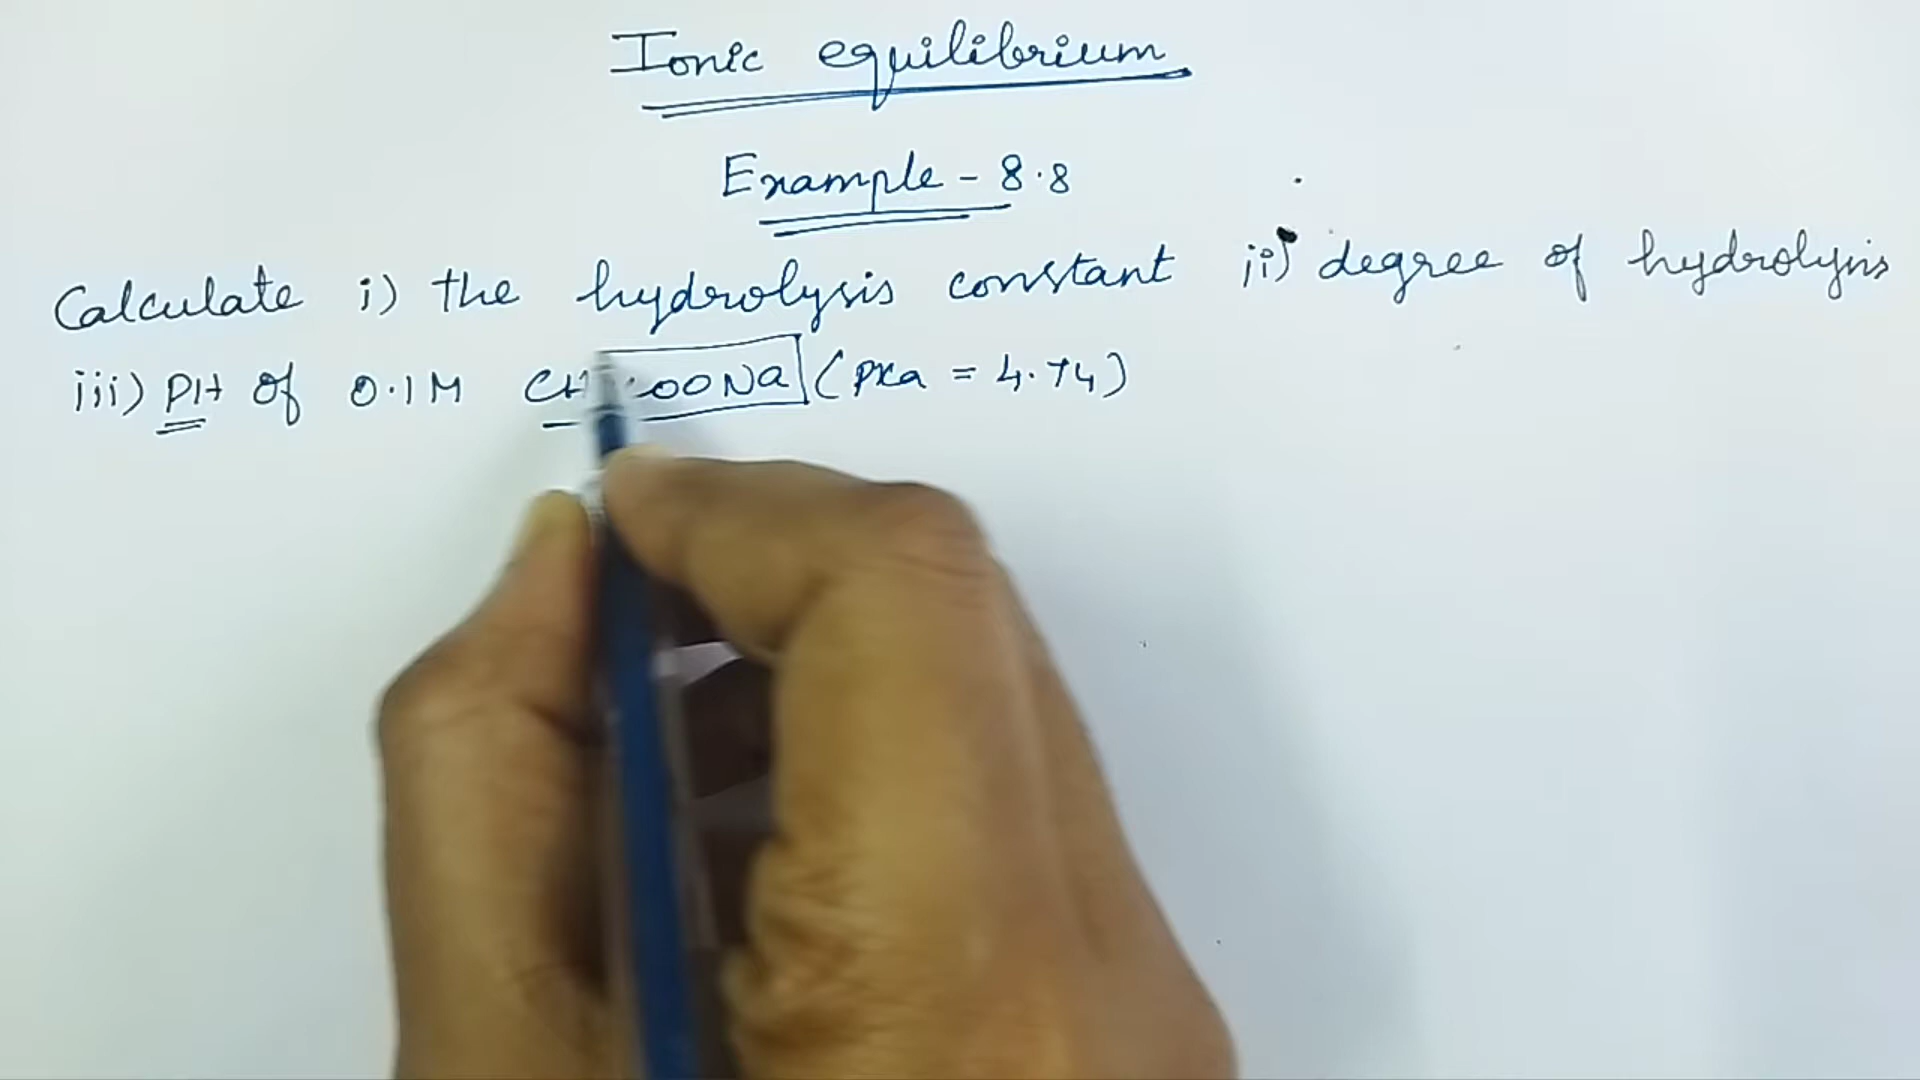 Ionic equilibrium
Example - 8.8
Calculate i) the hydrolysis constant ii) degree of hydrolysis
iii) PH of 0.1M COONa (PKa = 4.74)